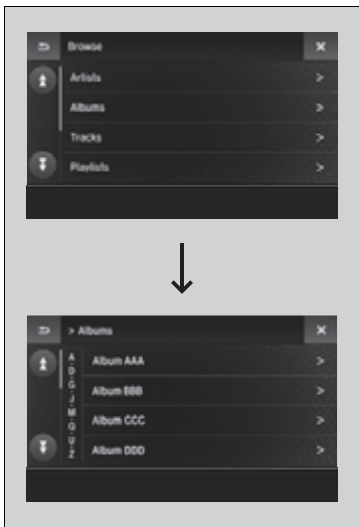 Browse
Artists >
Albums >
Tracks >
Playlists >
> Albums
A
-
D
-
G
-
J
-
M
-
Q
-
U
-
Z
Album AAA >
Album BBB >
Album CCC >
Album DDD >